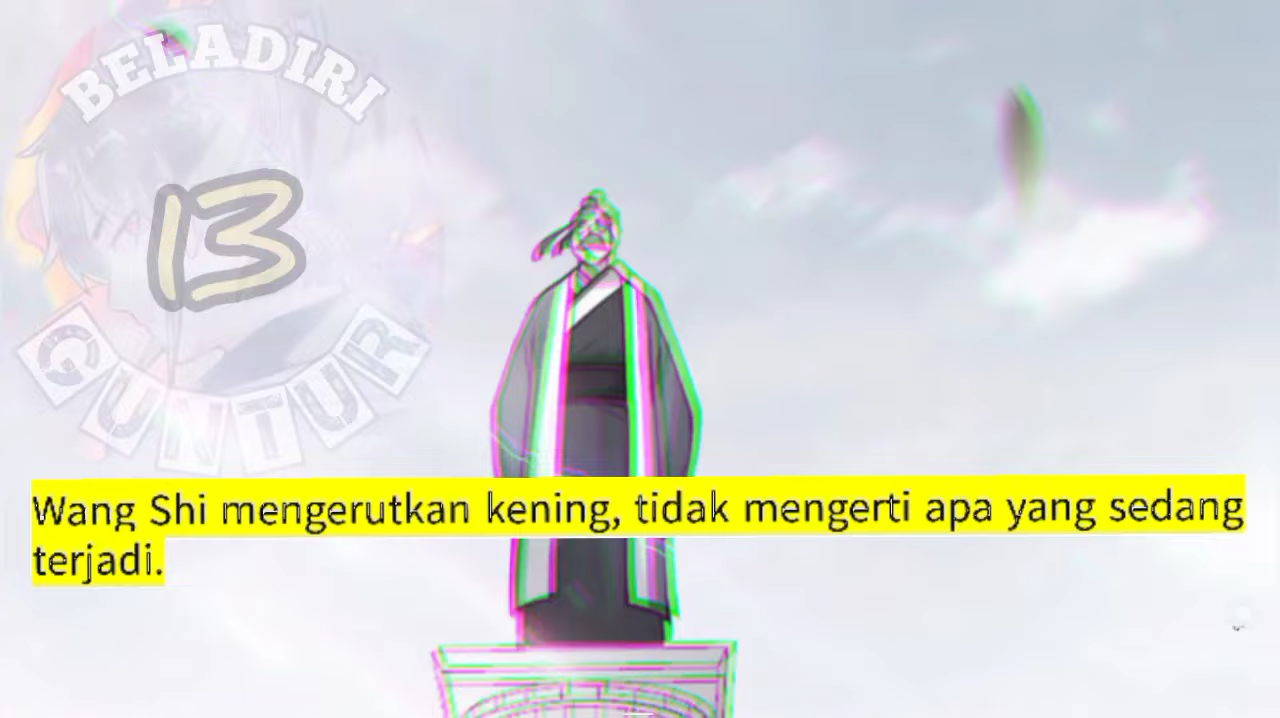 BELADIRI
13
GUNTUR
Wang Shi mengerutkan kening, tidak mengerti apa yang sedang
terjadi.